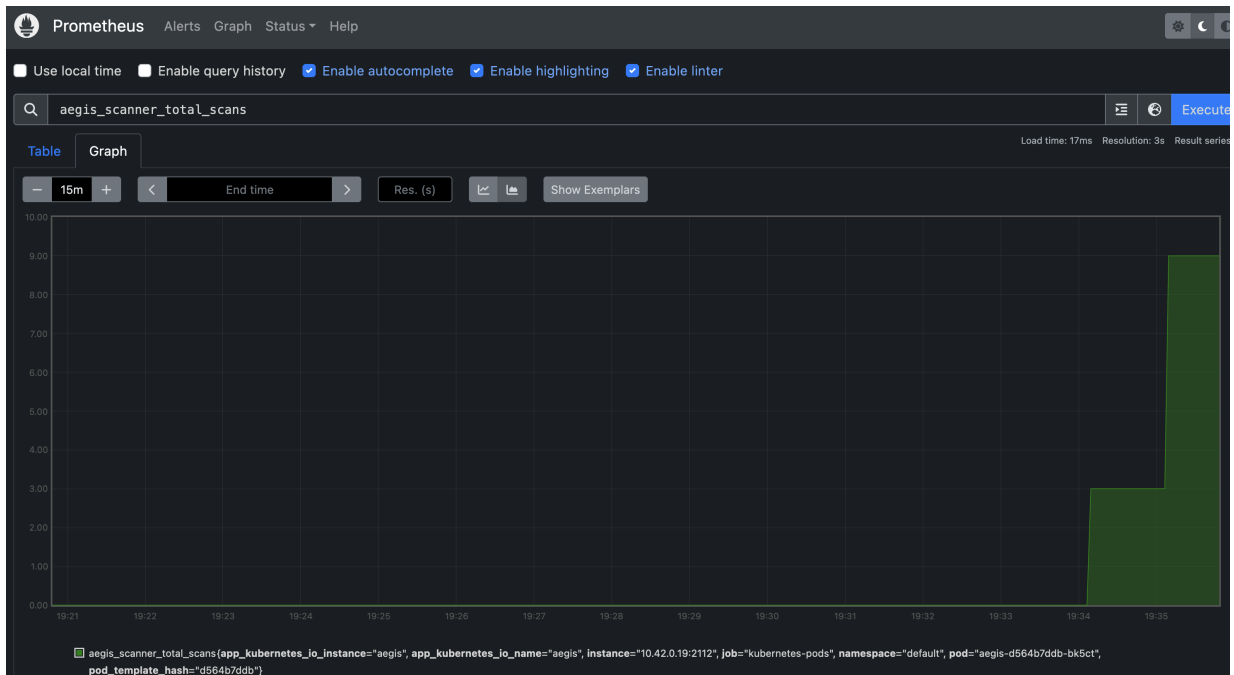 Prometheus Alerts Graph Status Help
Use local time Enable query history Enable autocomplete Enable highlighting Enable linter
aegis_scanner_total_scans Execute
Load time: 17ms Resolution: 3s Result series
Table Graph
− 15m + < End time > Res. (s) Show Exemplars
10.00
9.00
8.00
7.00
6.00
5.00
4.00
3.00
2.00
1.00
0.00
19:21 19:22 19:23 19:24 19:25 19:26 19:27 19:28 19:29 19:30 19:31 19:32 19:33 19:34 19:35
aegis_scanner_total_scans{app_kubernetes_io_instance="aegis", app_kubernetes_io_name="aegis", instance="10.42.0.19:2112", job="kubernetes-pods", namespace="default", pod="aegis-d564b7ddb-bk5ct",
pod_template_hash="d564b7ddb"}